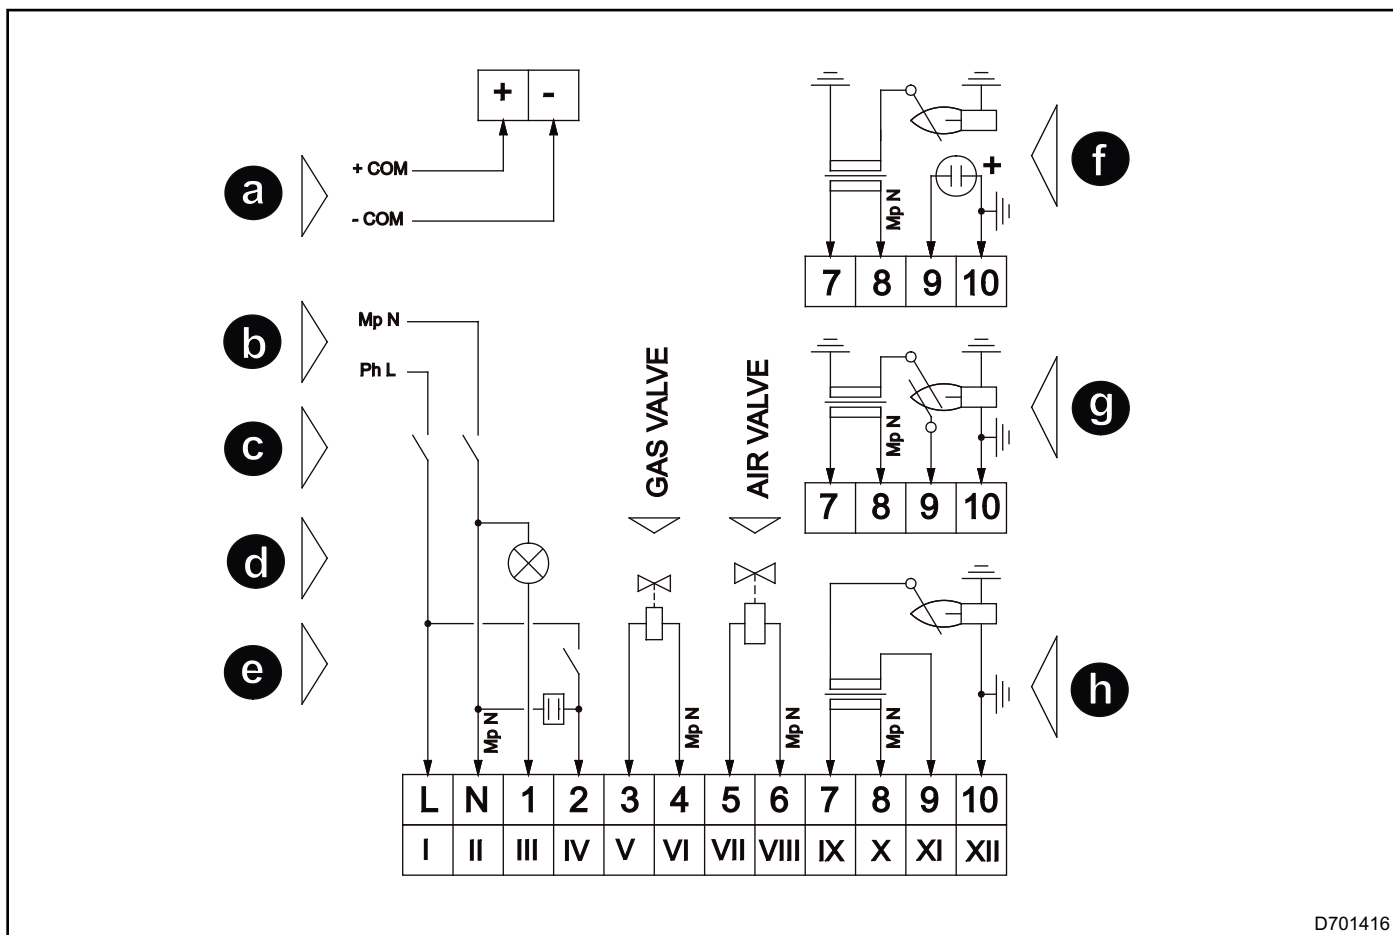 + -
a
+ COM
- COM
b
Mp N
Ph L
c
d
e
Mp N
GAS VALVE
AIR VALVE
Mp N
Mp N
+
Mp N
f
7 8 9 10
Mp N
g
7 8 9 10
Mp N
h
L N 1 2 3 4 5 6 7 8 9 10
I II III IV V VI VII VIII IX X XI XII
D701416